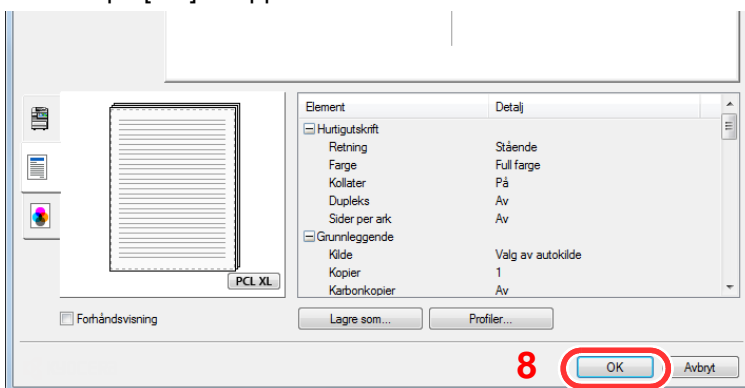 Element Detalj
Hurtigutskrift
Retning Stående
Farge Full farge
Kollater På
Dupleks Av
Sider per ark Av
Grunnleggende
Kilde Valg av autokilde
Kopier 1
Karbonkopier Av
PCL XL
Forhåndsvisning Lagre som... Profiler...
8 OK Avbryt